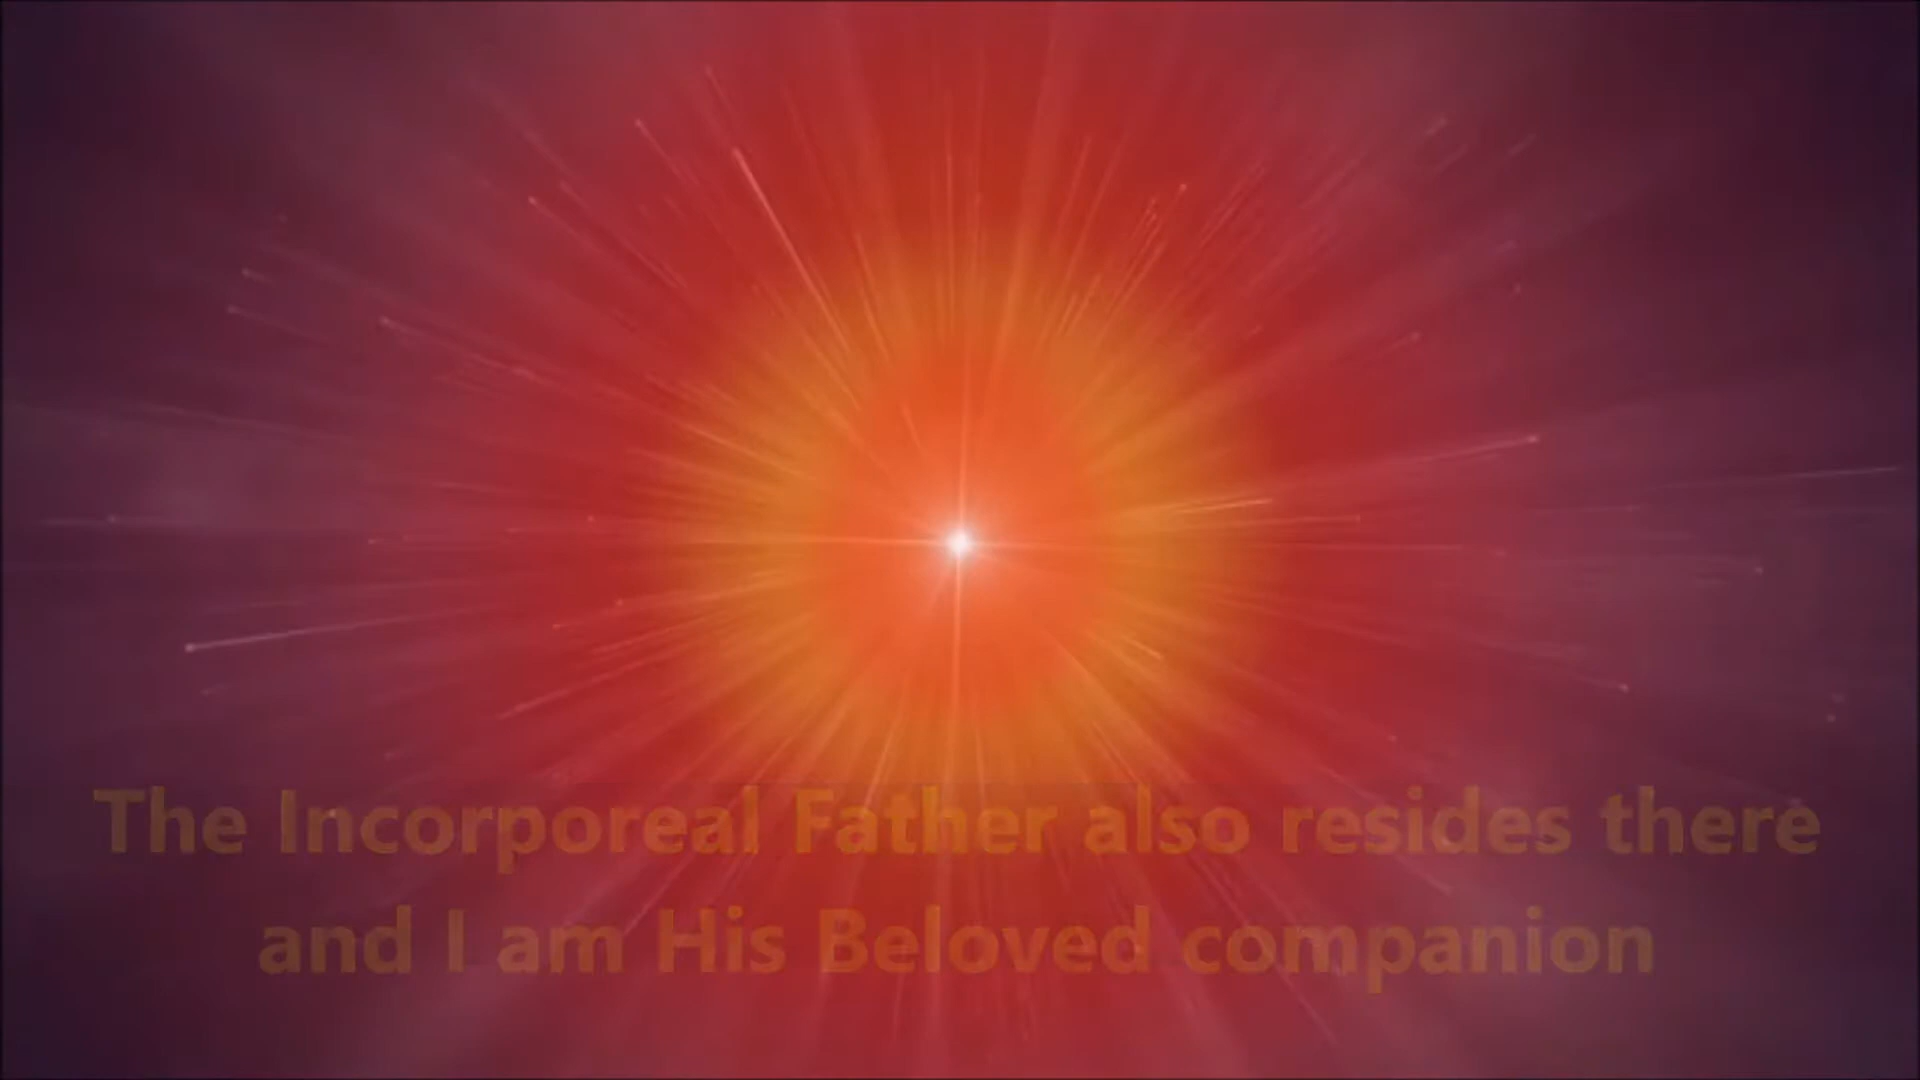 The Incorporeal Father also resides there
and I am His Beloved companion